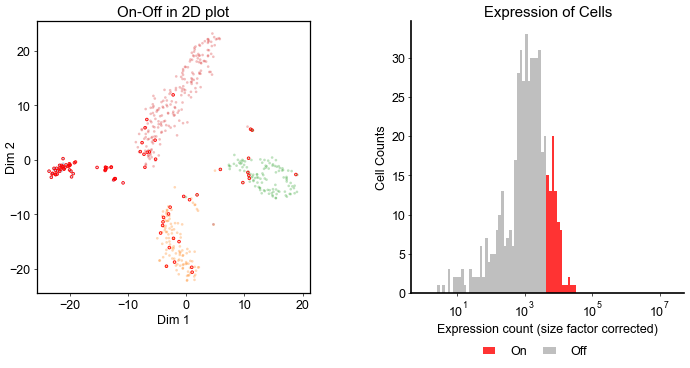 On-Off in 2D plot
Dim 2
20
10
0
−10
−20
−20 −10 0 10 20
Dim 1
Expression of Cells
Cell Counts
30
25
20
15
10
5
0
10^1 10^3 10^5 10^7
Expression count (size factor corrected)
On Off